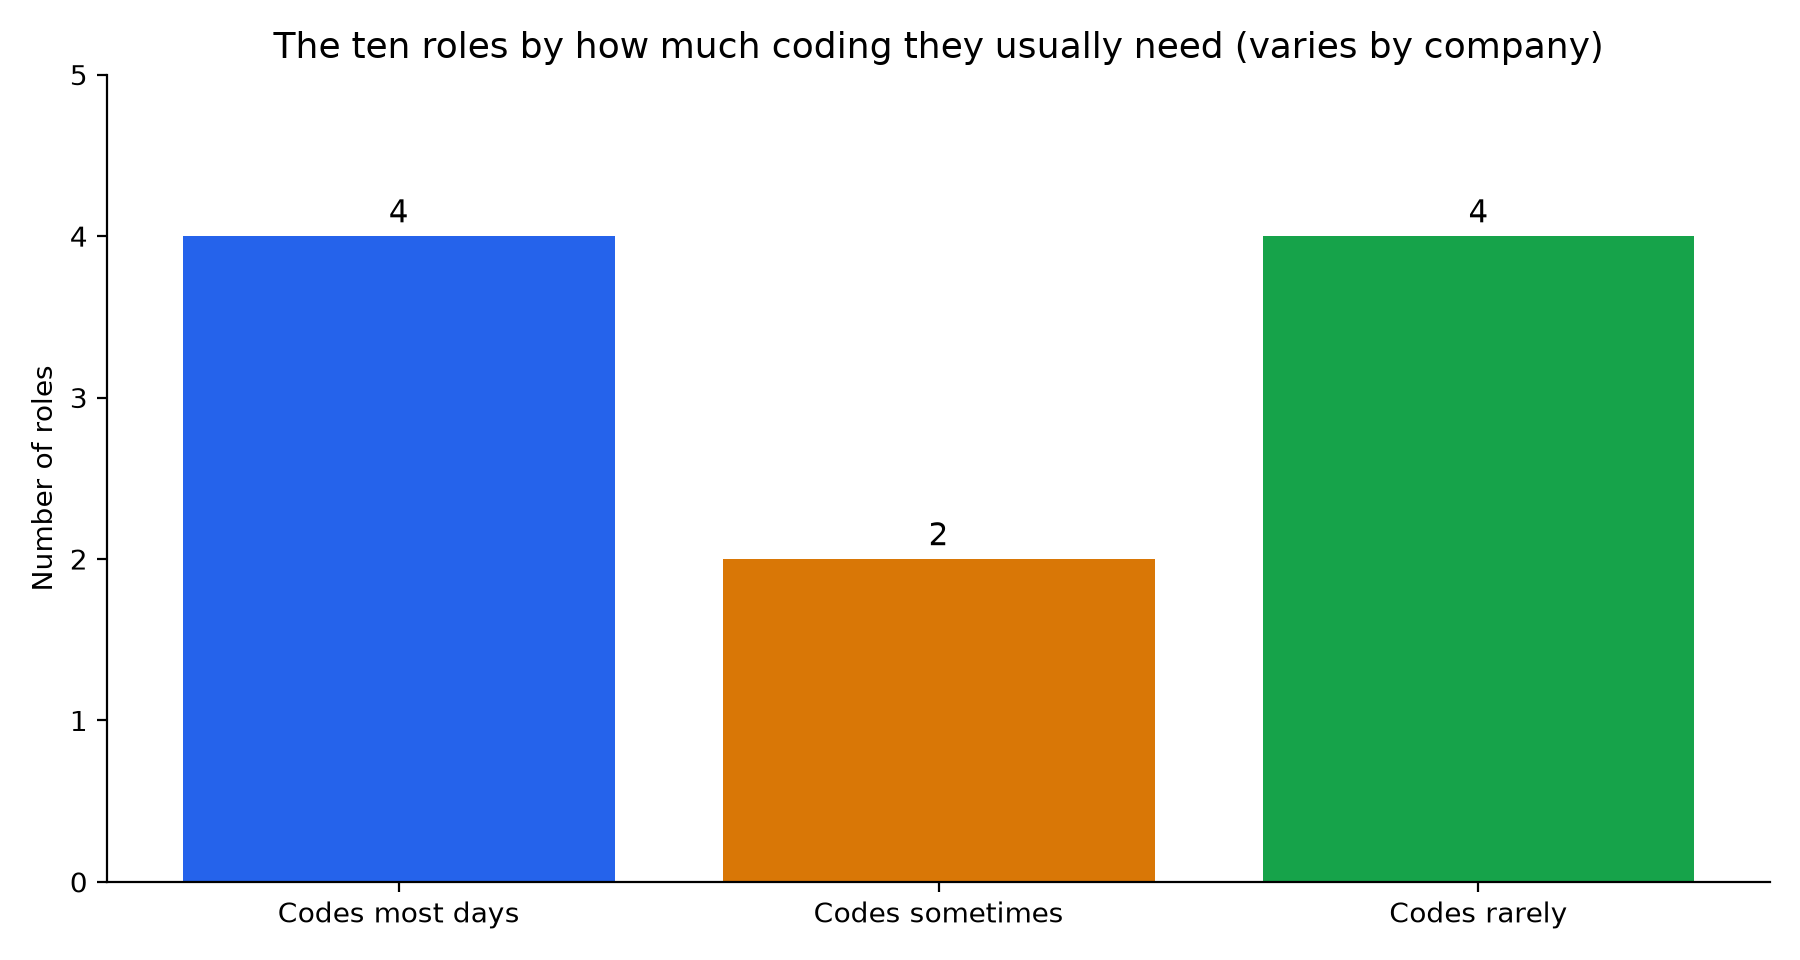 The ten roles by how much coding they usually need (varies by company)
Number of roles
5
4
3
2
1
0
4
2
4
Codes most days
Codes sometimes
Codes rarely